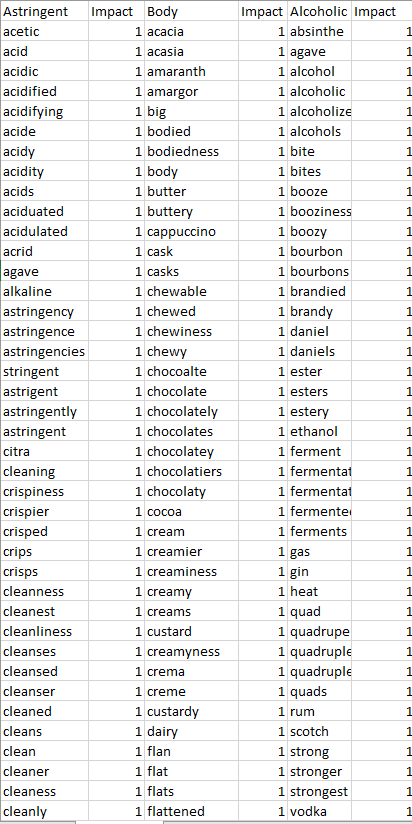 Astringent Impact Body Impact Alcoholic Impact
acetic 1 acacia 1 absinthe 1
acid 1 acasia 1 agave 1
acidic 1 amaranth 1 alcohol 1
acidified 1 amargor 1 alcoholic 1
acidifying 1 big 1 alcoholize 1
acide 1 bodied 1 alcohols 1
acidy 1 bodiedness 1 bite 1
acidity 1 body 1 bites 1
acids 1 butter 1 booze 1
aciduated 1 buttery 1 booziness 1
acidulated 1 cappuccino 1 boozy 1
acrid 1 cask 1 bourbon 1
agave 1 casks 1 bourbons 1
alkaline 1 chewable 1 brandied 1
astringency 1 chewed 1 brandy 1
astringence 1 chewiness 1 daniel 1
astringencies 1 chewy 1 daniels 1
stringent 1 chocoalte 1 ester 1
astrigent 1 chocolate 1 esters 1
astringently 1 chocolately 1 estery 1
astringent 1 chocolates 1 ethanol 1
citra 1 chocolatey 1 ferment 1
cleaning 1 chocolatiers 1 fermentat 1
crispiness 1 chocolaty 1 fermentat 1
crispier 1 cocoa 1 fermente 1
crisped 1 cream 1 ferments 1
crips 1 creamier 1 gas 1
crisps 1 creaminess 1 gin 1
cleanness 1 creamy 1 heat 1
cleanest 1 creams 1 quad 1
cleanliness 1 custard 1 quadrupe 1
cleanses 1 creamyness 1 quadruple 1
cleansed 1 crema 1 quadruple 1
cleanser 1 creme 1 quads 1
cleaned 1 custardy 1 rum 1
cleans 1 dairy 1 scotch 1
clean 1 flan 1 strong 1
cleaner 1 flat 1 stronger 1
cleaness 1 flats 1 strongest 1
cleanly 1 flattened 1 vodka 1